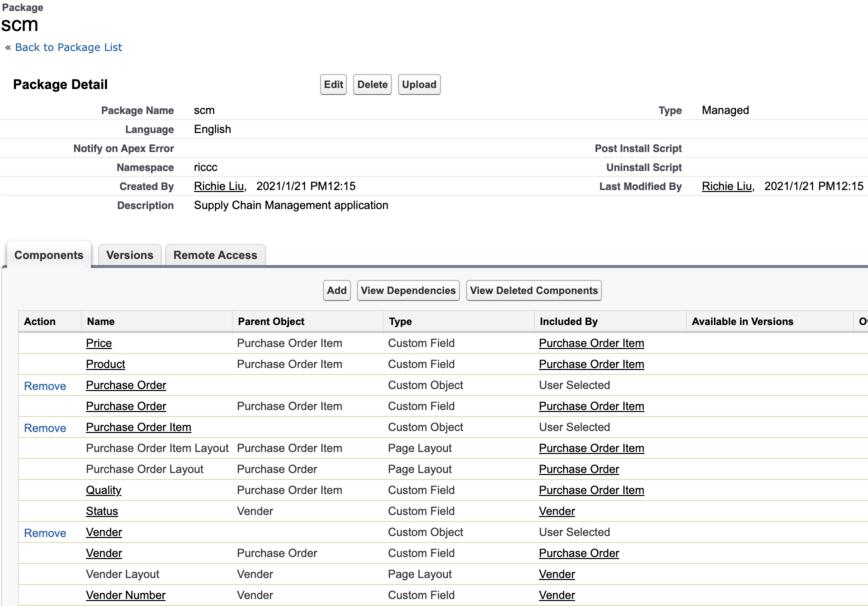 Package
scm
« Back to Package List
Package Detail Edit Delete Upload
Package Name scm Type Managed
Language English
Notify on Apex Error Post Install Script
Namespace riccc Uninstall Script
Created By Richie Liu, 2021/1/21 PM12:15 Last Modified By Richie Liu, 2021/1/21 PM12:15
Description Supply Chain Management application
Components Versions Remote Access
Add View Dependencies View Deleted Components
Action Name Parent Object Type Included By Available in Versions
Price Purchase Order Item Custom Field Purchase Order Item
Product Purchase Order Item Custom Field Purchase Order Item
Remove Purchase Order Custom Object User Selected
Purchase Order Purchase Order Item Custom Field Purchase Order Item
Remove Purchase Order Item Custom Object User Selected
Purchase Order Item Layout Purchase Order Item Page Layout Purchase Order Item
Purchase Order Layout Purchase Order Page Layout Purchase Order
Quality Purchase Order Item Custom Field Purchase Order Item
Status Vender Custom Field Vender
Remove Vender Custom Object User Selected
Vender Purchase Order Custom Field Purchase Order
Vender Layout Vender Page Layout Vender
Vender Number Vender Custom Field Vender